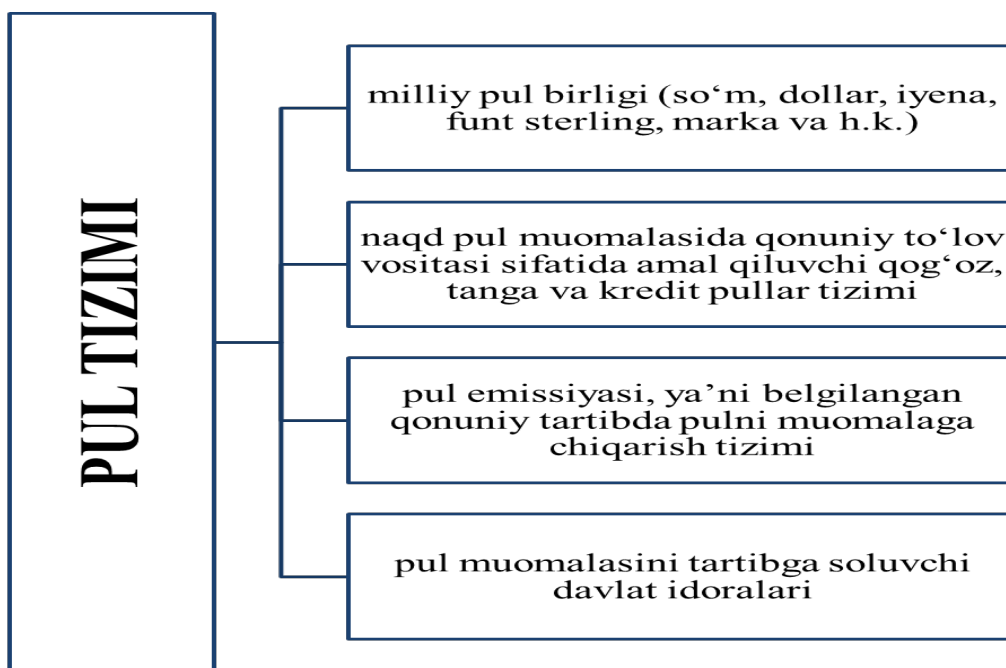 PUL TIZIMI
milliy pul birligi (so‘m, dollar, iyena,
funt sterling, marka va h.k.)
naqd pul muomalasida qonuniy to‘lov
vositasi sifatida amal qiluvchi qog‘oz,
tanga va kredit pullar tizimi
pul emissiyasi, ya’ni belgilangan
qonuniy tartibda pulni muomalaga
chiqarish tizimi
pul muomalasini tartibga soluvchi
davlat idoralari